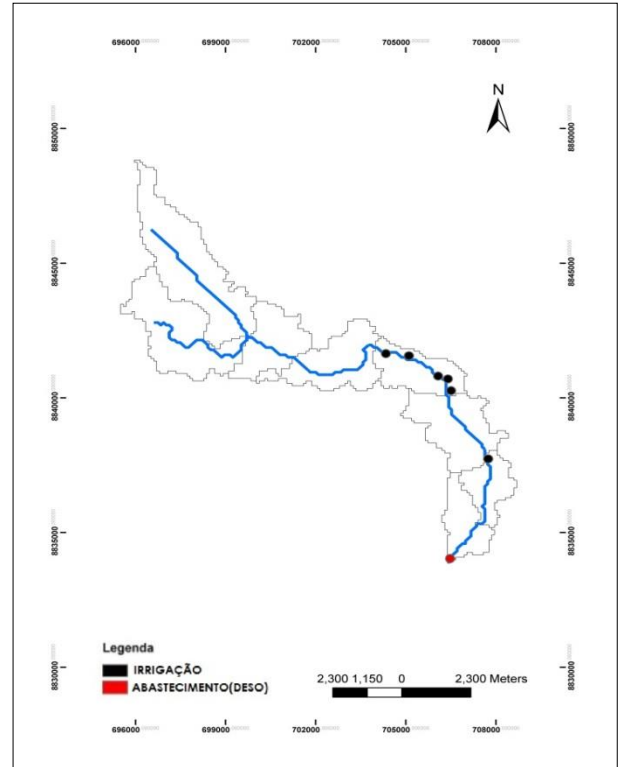 696000 699000 702000 705000 708000
N
8850000 8850000
8845000 8845000
8840000 8840000
8835000 8835000
8830000 8830000
Legenda
IRRIGAÇÃO
ABASTECIMENTO(DESO)
2,300 1,150 0 2,300 Meters
696000 699000 702000 705000 708000